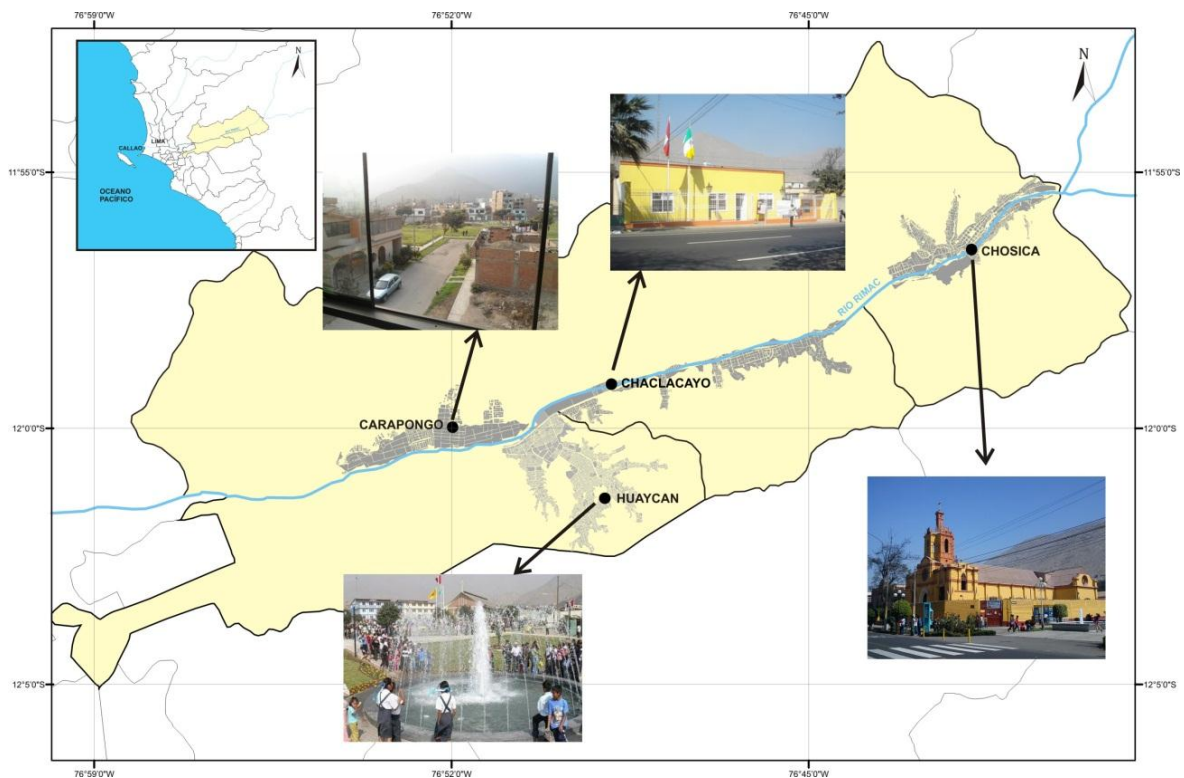 76°59'0"W
76°52'0"W
76°45'0"W
N
LIMA
CALLAO
OCEANO
PACÍFICO
N
11°55'0"S
11°55'0"S
CHOSICA
RIO RIMAC
CHACLACAYO
CARAPONGO
12°0'0"S
12°0'0"S
HUAYCAN
12°5'0"S
12°5'0"S
76°59'0"W
76°52'0"W
76°45'0"W